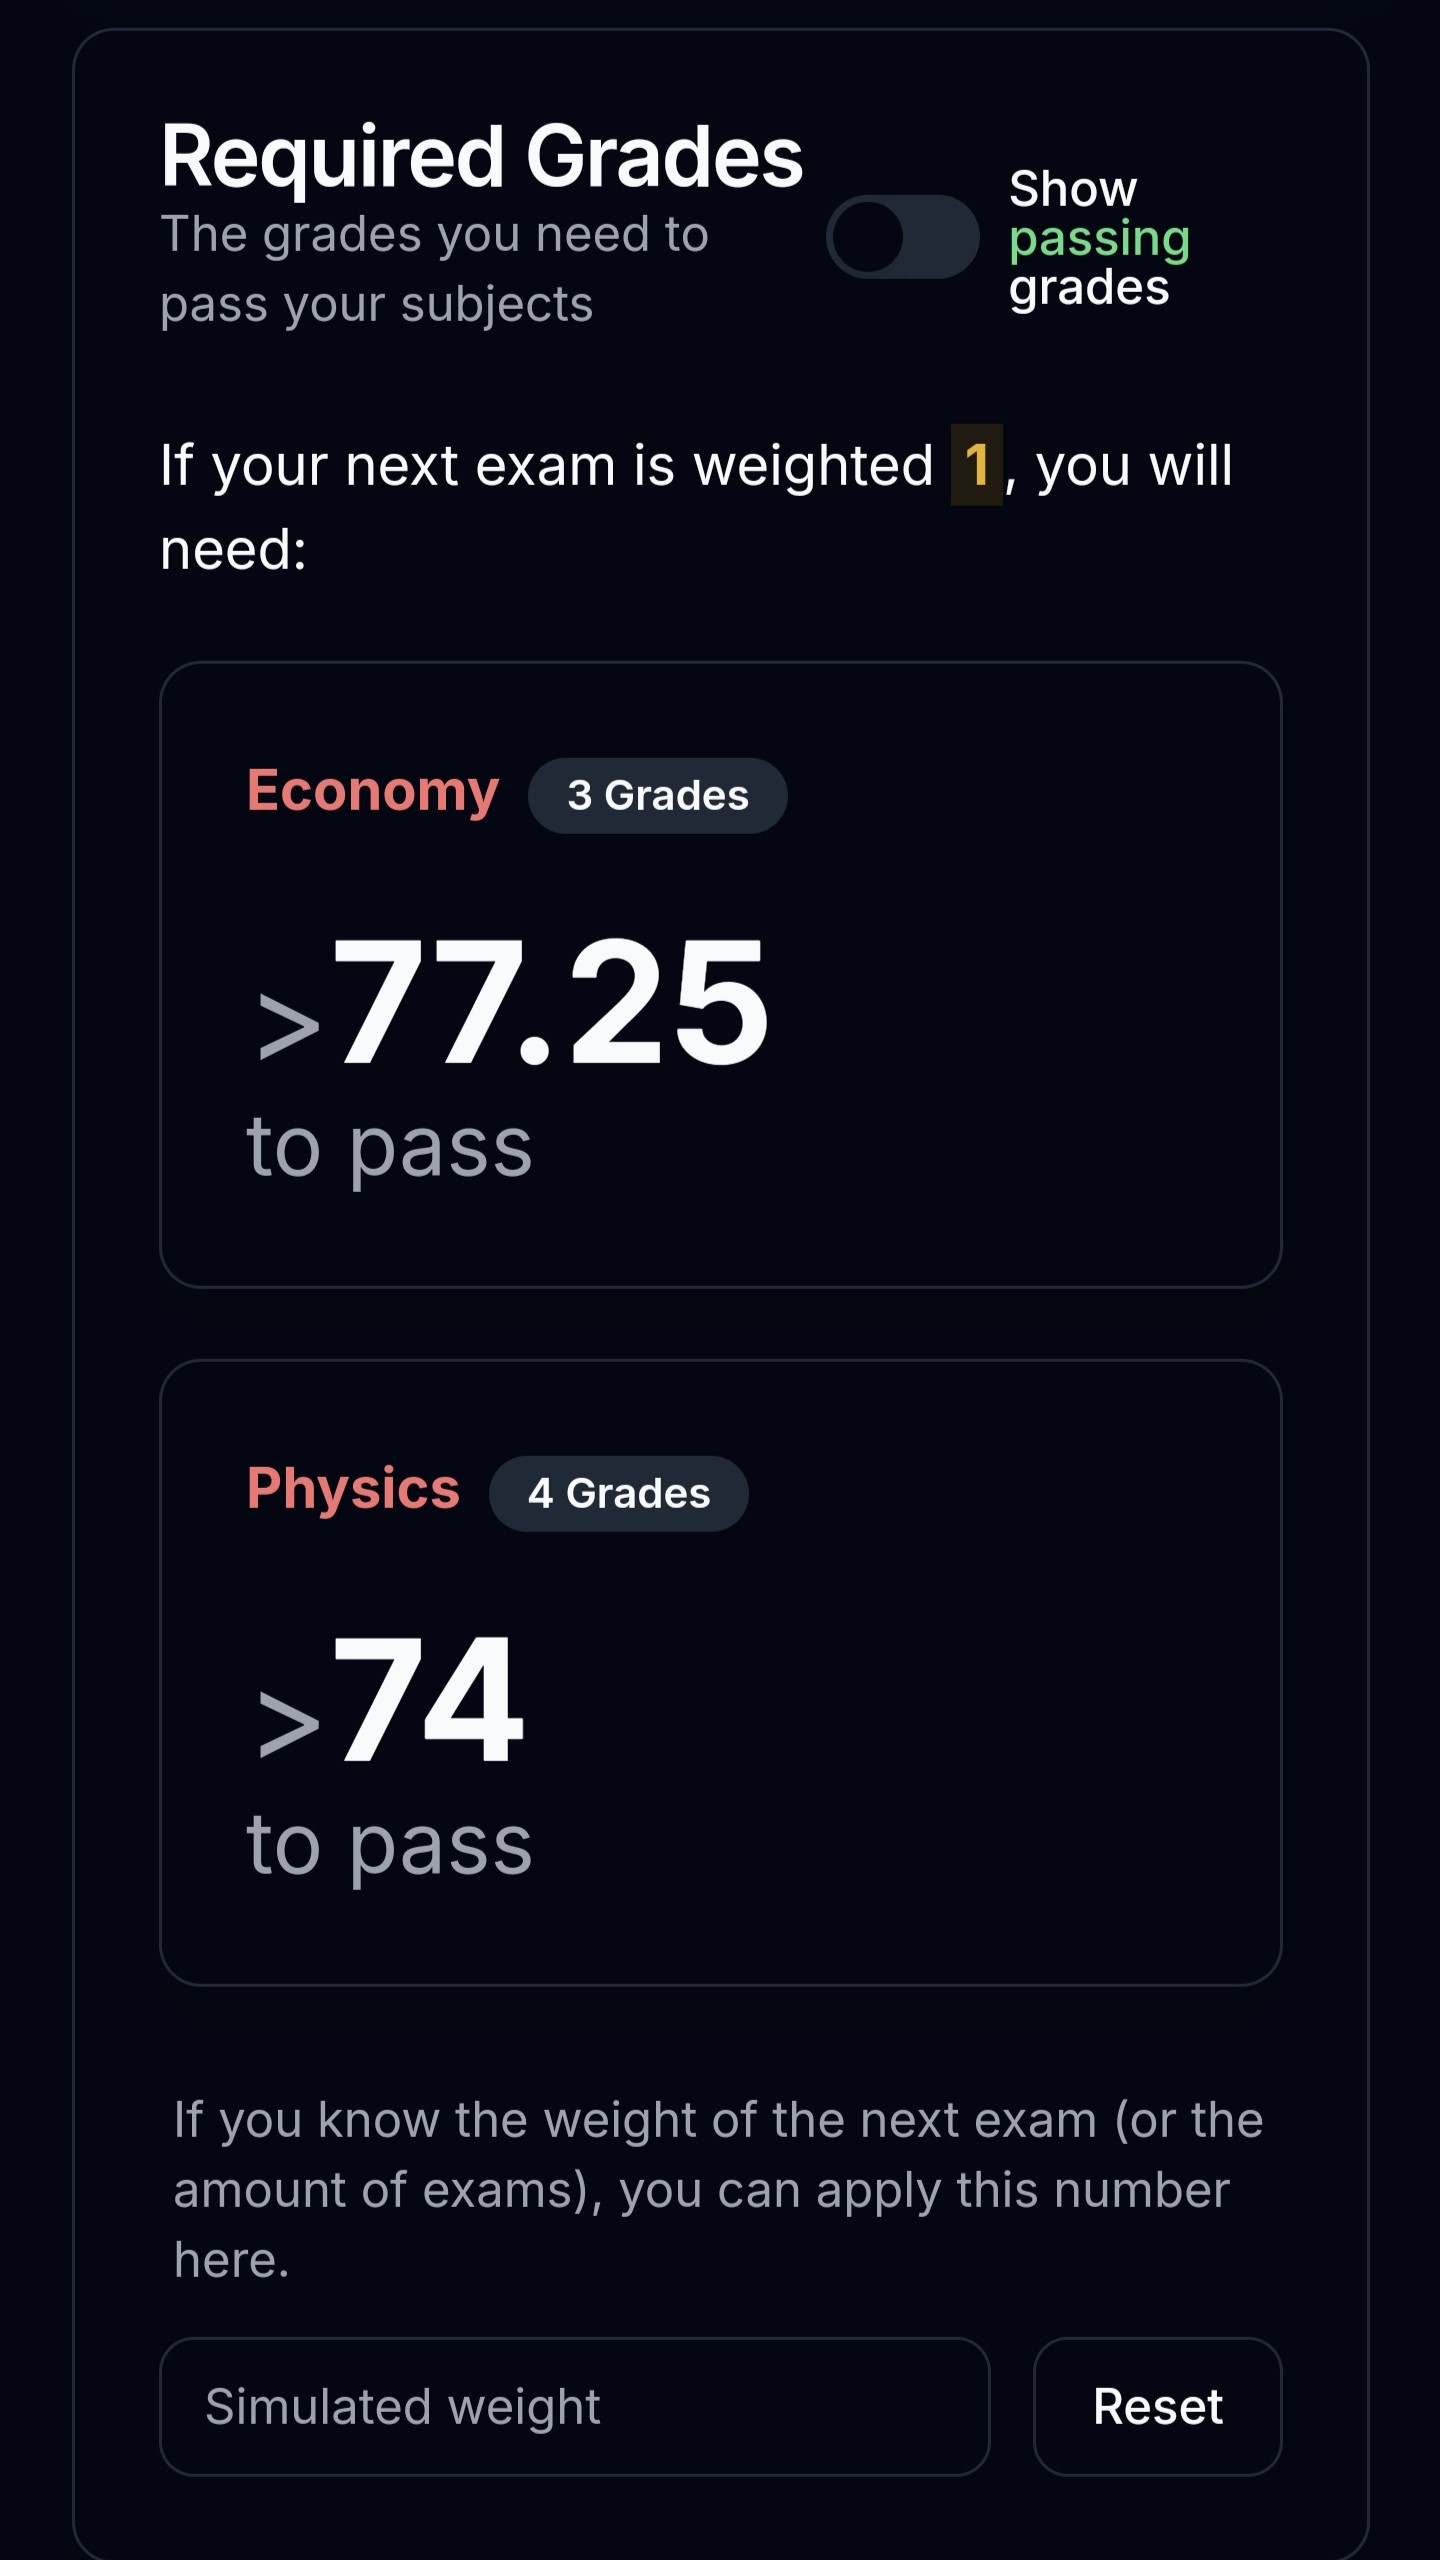 Required Grades
The grades you need to
pass your subjects
Show
passing
grades
If your next exam is weighted 1, you will
need:
Economy 3 Grades
>77.25
to pass
Physics 4 Grades
>74
to pass
If you know the weight of the next exam (or the
amount of exams), you can apply this number
here.
Simulated weight
Reset